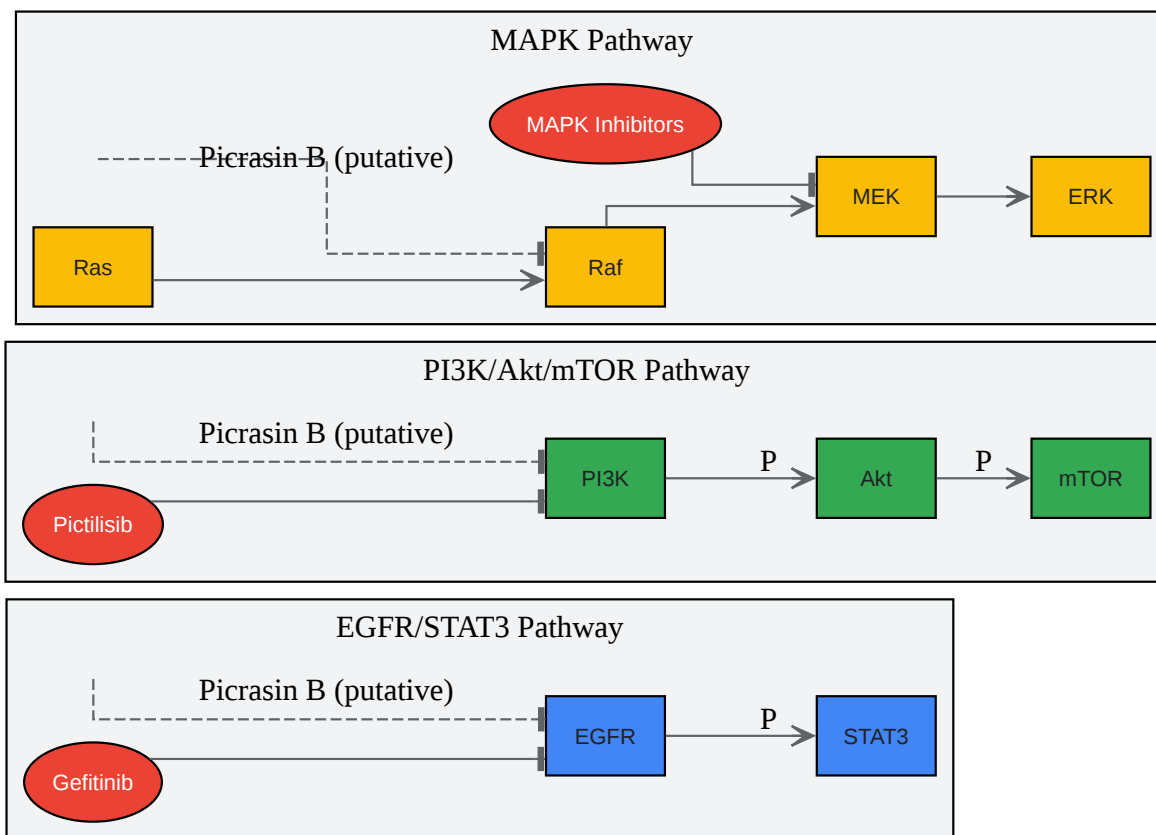 MAPK Pathway
MAPK Inhibitors
Picrasin B (putative)
MEK
ERK
Ras
Raf
PI3K/Akt/mTOR Pathway
Picrasin B (putative)
PI3K
P
Akt
P
mTOR
Pictilisib
EGFR/STAT3 Pathway
Picrasin B (putative)
EGFR
P
STAT3
Gefitinib